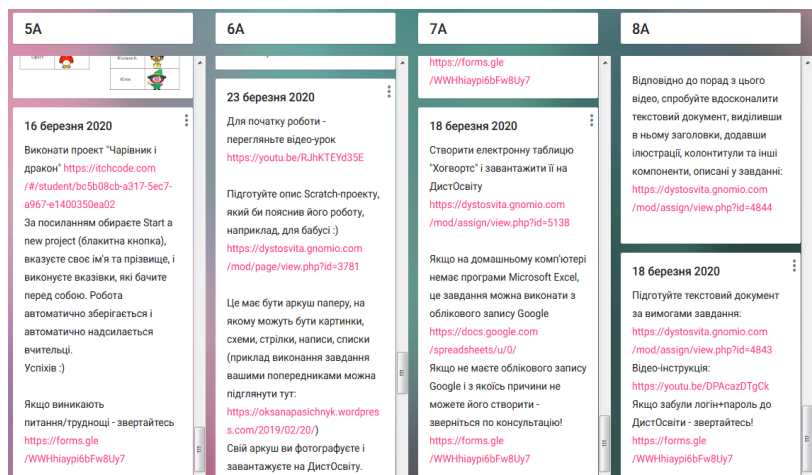 5А
Орест
Юліана К.
Юлія
16 березня 2020
Виконати проект "Чарівник і
дракон" https://itchcode.com
/#/student/bc5b08cb-a317-5ec7-
a967-e1400350ea02
За посиланням обираєте Start a
new project (блакитна кнопка),
вказуєте своє ім'я та прізвище, і
виконуєте вказівки, які бачите
перед собою. Робота
автоматично зберігається і
автоматично надсилається
вчительці.
Успіхів :)
Якщо виникають
питання/труднощі - звертайтесь
https://forms.gle
/WWHhiaypi6bFw8Uy7
6А
23 березня 2020
Для початку роботи -
перегляньте відео-урок
https://youtu.be/RJhKTEYd35E
Підготуйте опис Scratch-проекту,
який би пояснив його роботу,
наприклад, для бабусі :)
https://dystosvita.gnomio.com
/mod/page/view.php?id=3781
Це має бути аркуш паперу, на
якому можуть бути картинки,
схеми, стрілки, написи, списки
(приклад виконання завдання
вашими попередниками можна
підглянути тут:
https://oksanapasichnyk.wordpres
s.com/2019/02/20/)
Свій аркуш ви фотографуєте і
завантажуєте на ДистОсвіту.
7А
https://forms.gle
/WWHhiaypi6bFw8Uy7
18 березня 2020
Створити електронну таблицю
"Хогвортс" і завантажити її на
ДистОсвіту
https://dystosvita.gnomio.com
/mod/assign/view.php?id=5138
Якщо на домашньому комп'ютері
немає програми Microsoft Excel,
це завдання можна виконати з
облікового запису Google
https://docs.google.com
/spreadsheets/u/0/
Якщо не маєте облікового запису
Google і з якоїсь причини не
можете його створити -
зверніться по консультацію!
https://forms.gle
/WWHhiaypi6bFw8Uy7
8А
Відповідно до порад з цього
відео, спробуйте вдосконалити
текстовий документ, виділивши
в ньому заголовки, додавши
ілюстрації, колонтитули та інші
компоненти, описані у завданні:
https://dystosvita.gnomio.com
/mod/assign/view.php?id=4844
18 березня 2020
Підготуйте текстовий документ
за вимогами завдання:
https://dystosvita.gnomio.com
/mod/assign/view.php?id=4843
Відео-інструкція:
https://youtu.be/DPAcazDTgCk
Якщо забули логін+пароль до
ДистОсвіти - звертайтесь!
https://forms.gle
/WWHhiaypi6bFw8Uy7